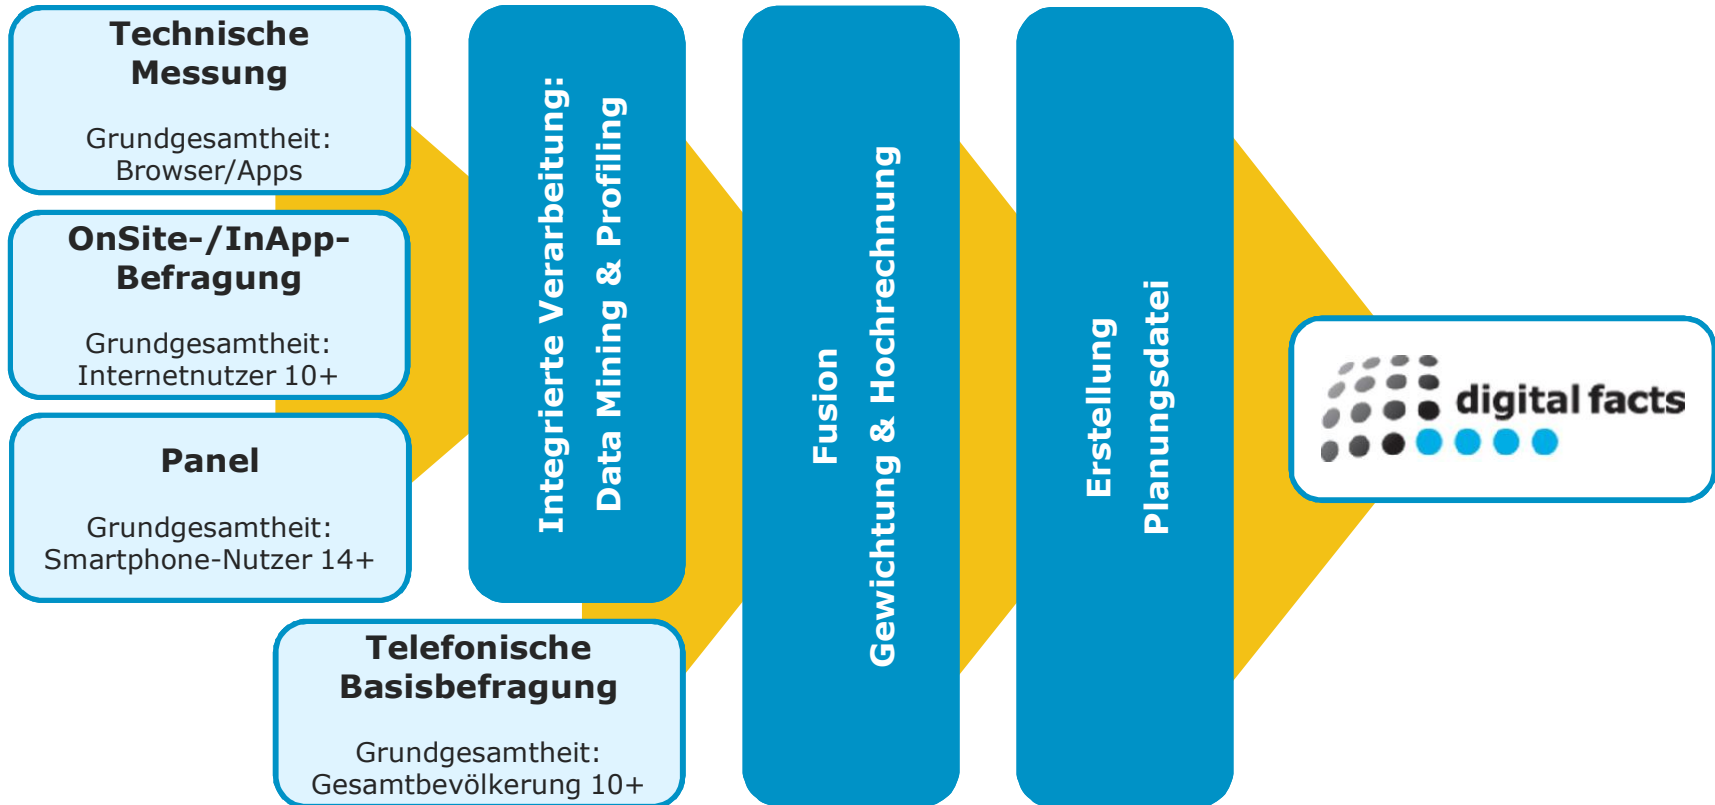 Technische
Messung
Grundgesamtheit:
Browser/Apps
OnSite-/InApp-
Befragung
Grundgesamtheit:
Internetnutzer 10+
Panel
Grundgesamtheit:
Smartphone-Nutzer 14+
Telefonische
Basisbefragung
Grundgesamtheit:
Gesamtbevölkerung 10+
Integrierte Verarbeitung:
Data Mining & Profiling
Fusion
Gewichtung & Hochrechnung
Erstellung
Planungsdatei
digital facts